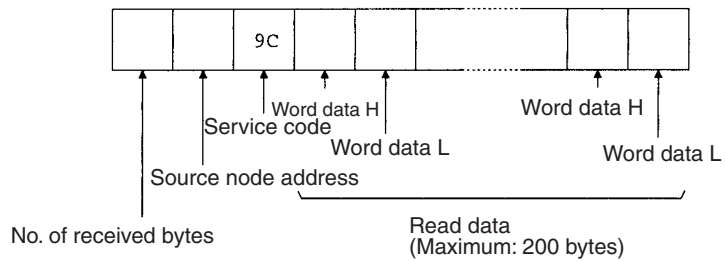 9C
Word data H
Service code
Word data L
Source node address
No. of received bytes
Word data H
Word data L
Read data
(Maximum: 200 bytes)